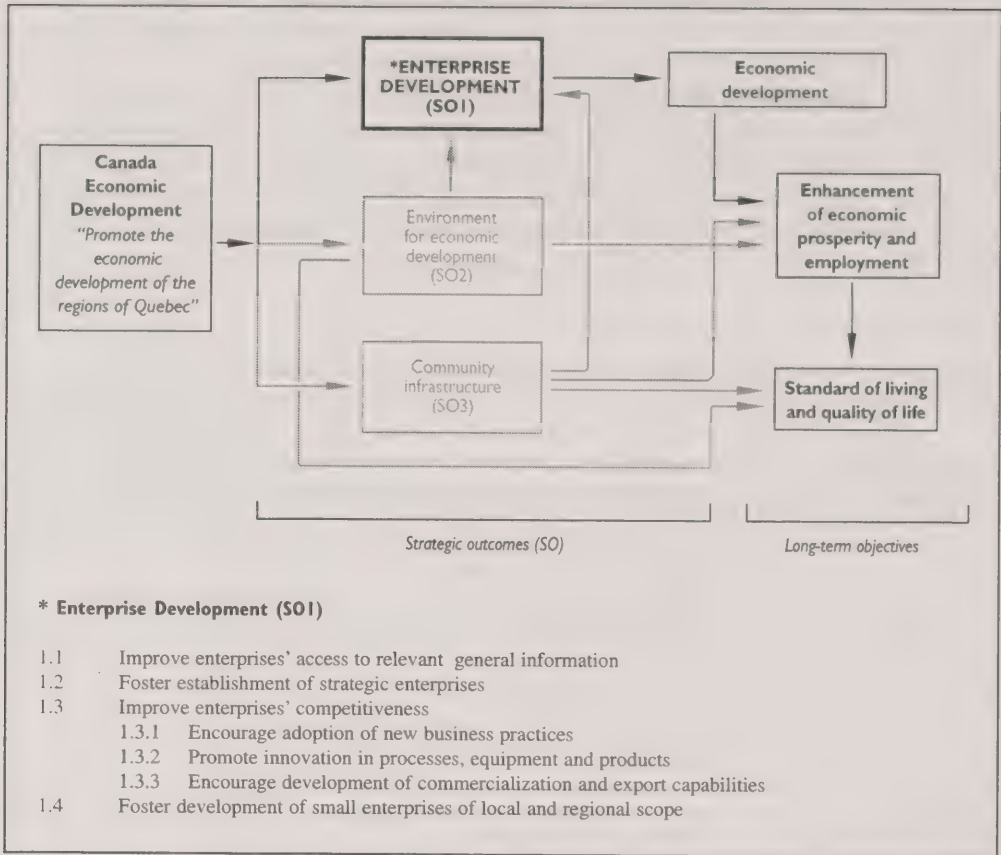 *ENTERPRISE
DEVELOPMENT
(SO1)
Economic
development
Canada
Economic
Development
"Promote the
economic
development of the
regions of Quebec"
Environment
for economic
development
(SO2)
Enhancement
of economic
prosperity and
employment
Community
infrastructure
(SO3)
Standard of living
and quality of life
Strategic outcomes (SO)
Long-term objectives
* Enterprise Development (SO1)
1.1 Improve enterprises' access to relevant general information
1.2 Foster establishment of strategic enterprises
1.3 Improve enterprises' competitiveness
1.3.1 Encourage adoption of new business practices
1.3.2 Promote innovation in processes, equipment and products
1.3.3 Encourage development of commercialization and export capabilities
1.4 Foster development of small enterprises of local and regional scope